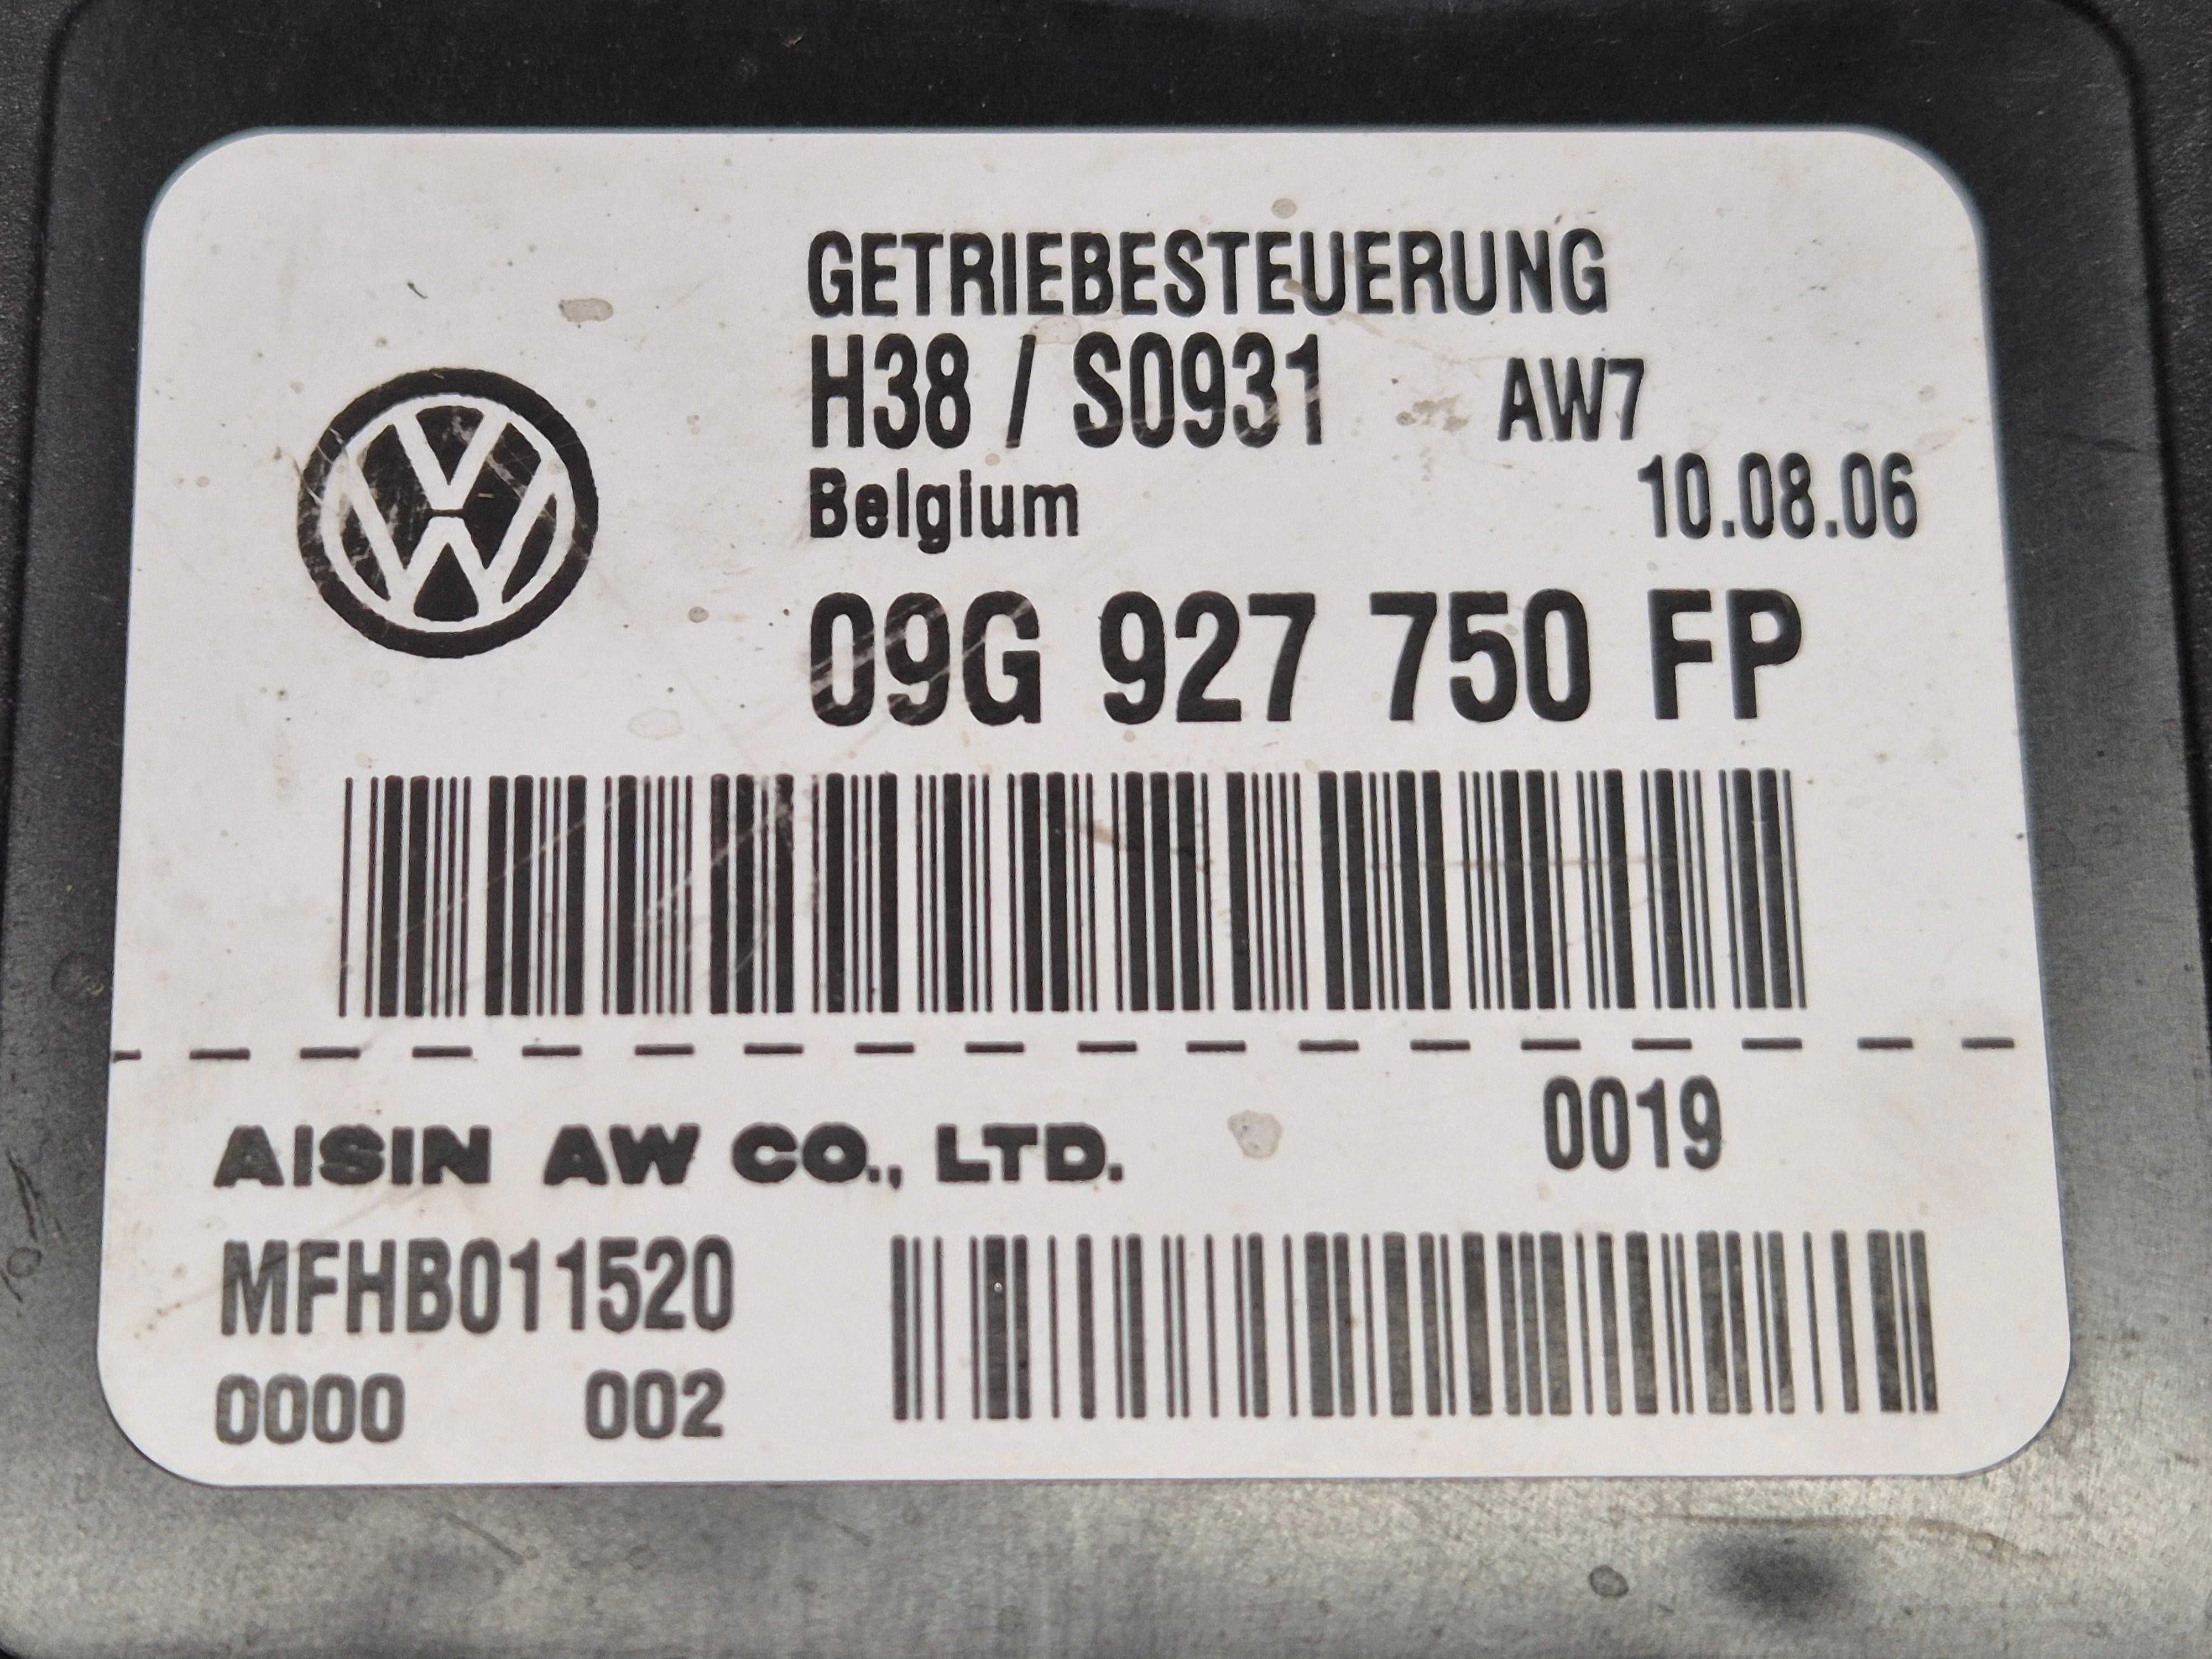 GETRIEBESTEUERUNG
H38 / S0931 AW7
Belgium 10.08.06
09G 927 750 FP
0019
AISIN AW CO., LTD.
MFHB011520
0000 002